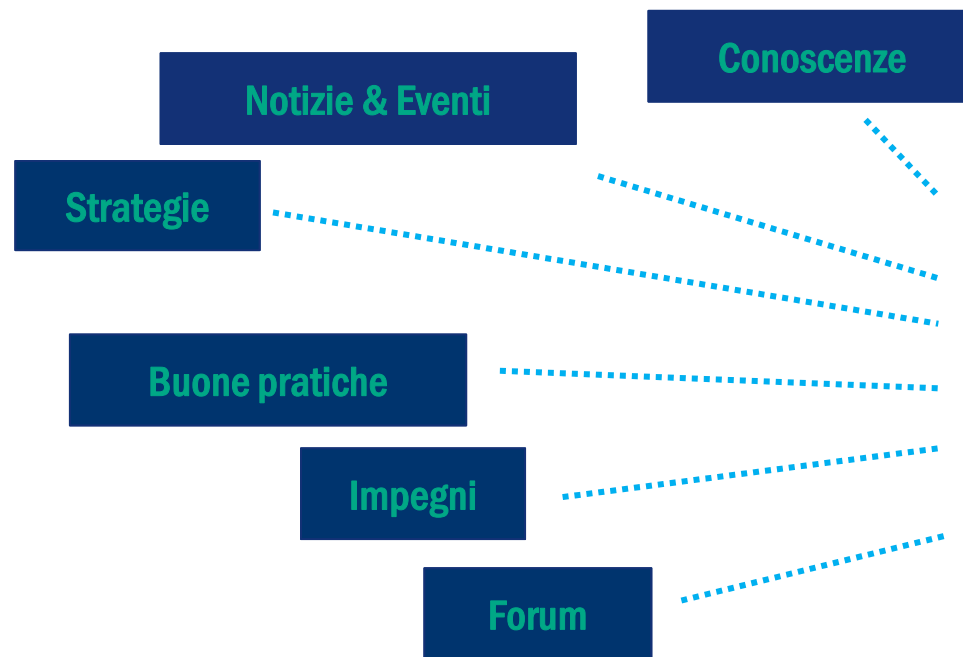 Conoscenze
Notizie & Eventi
Strategie
Buone pratiche
Impegni
Forum